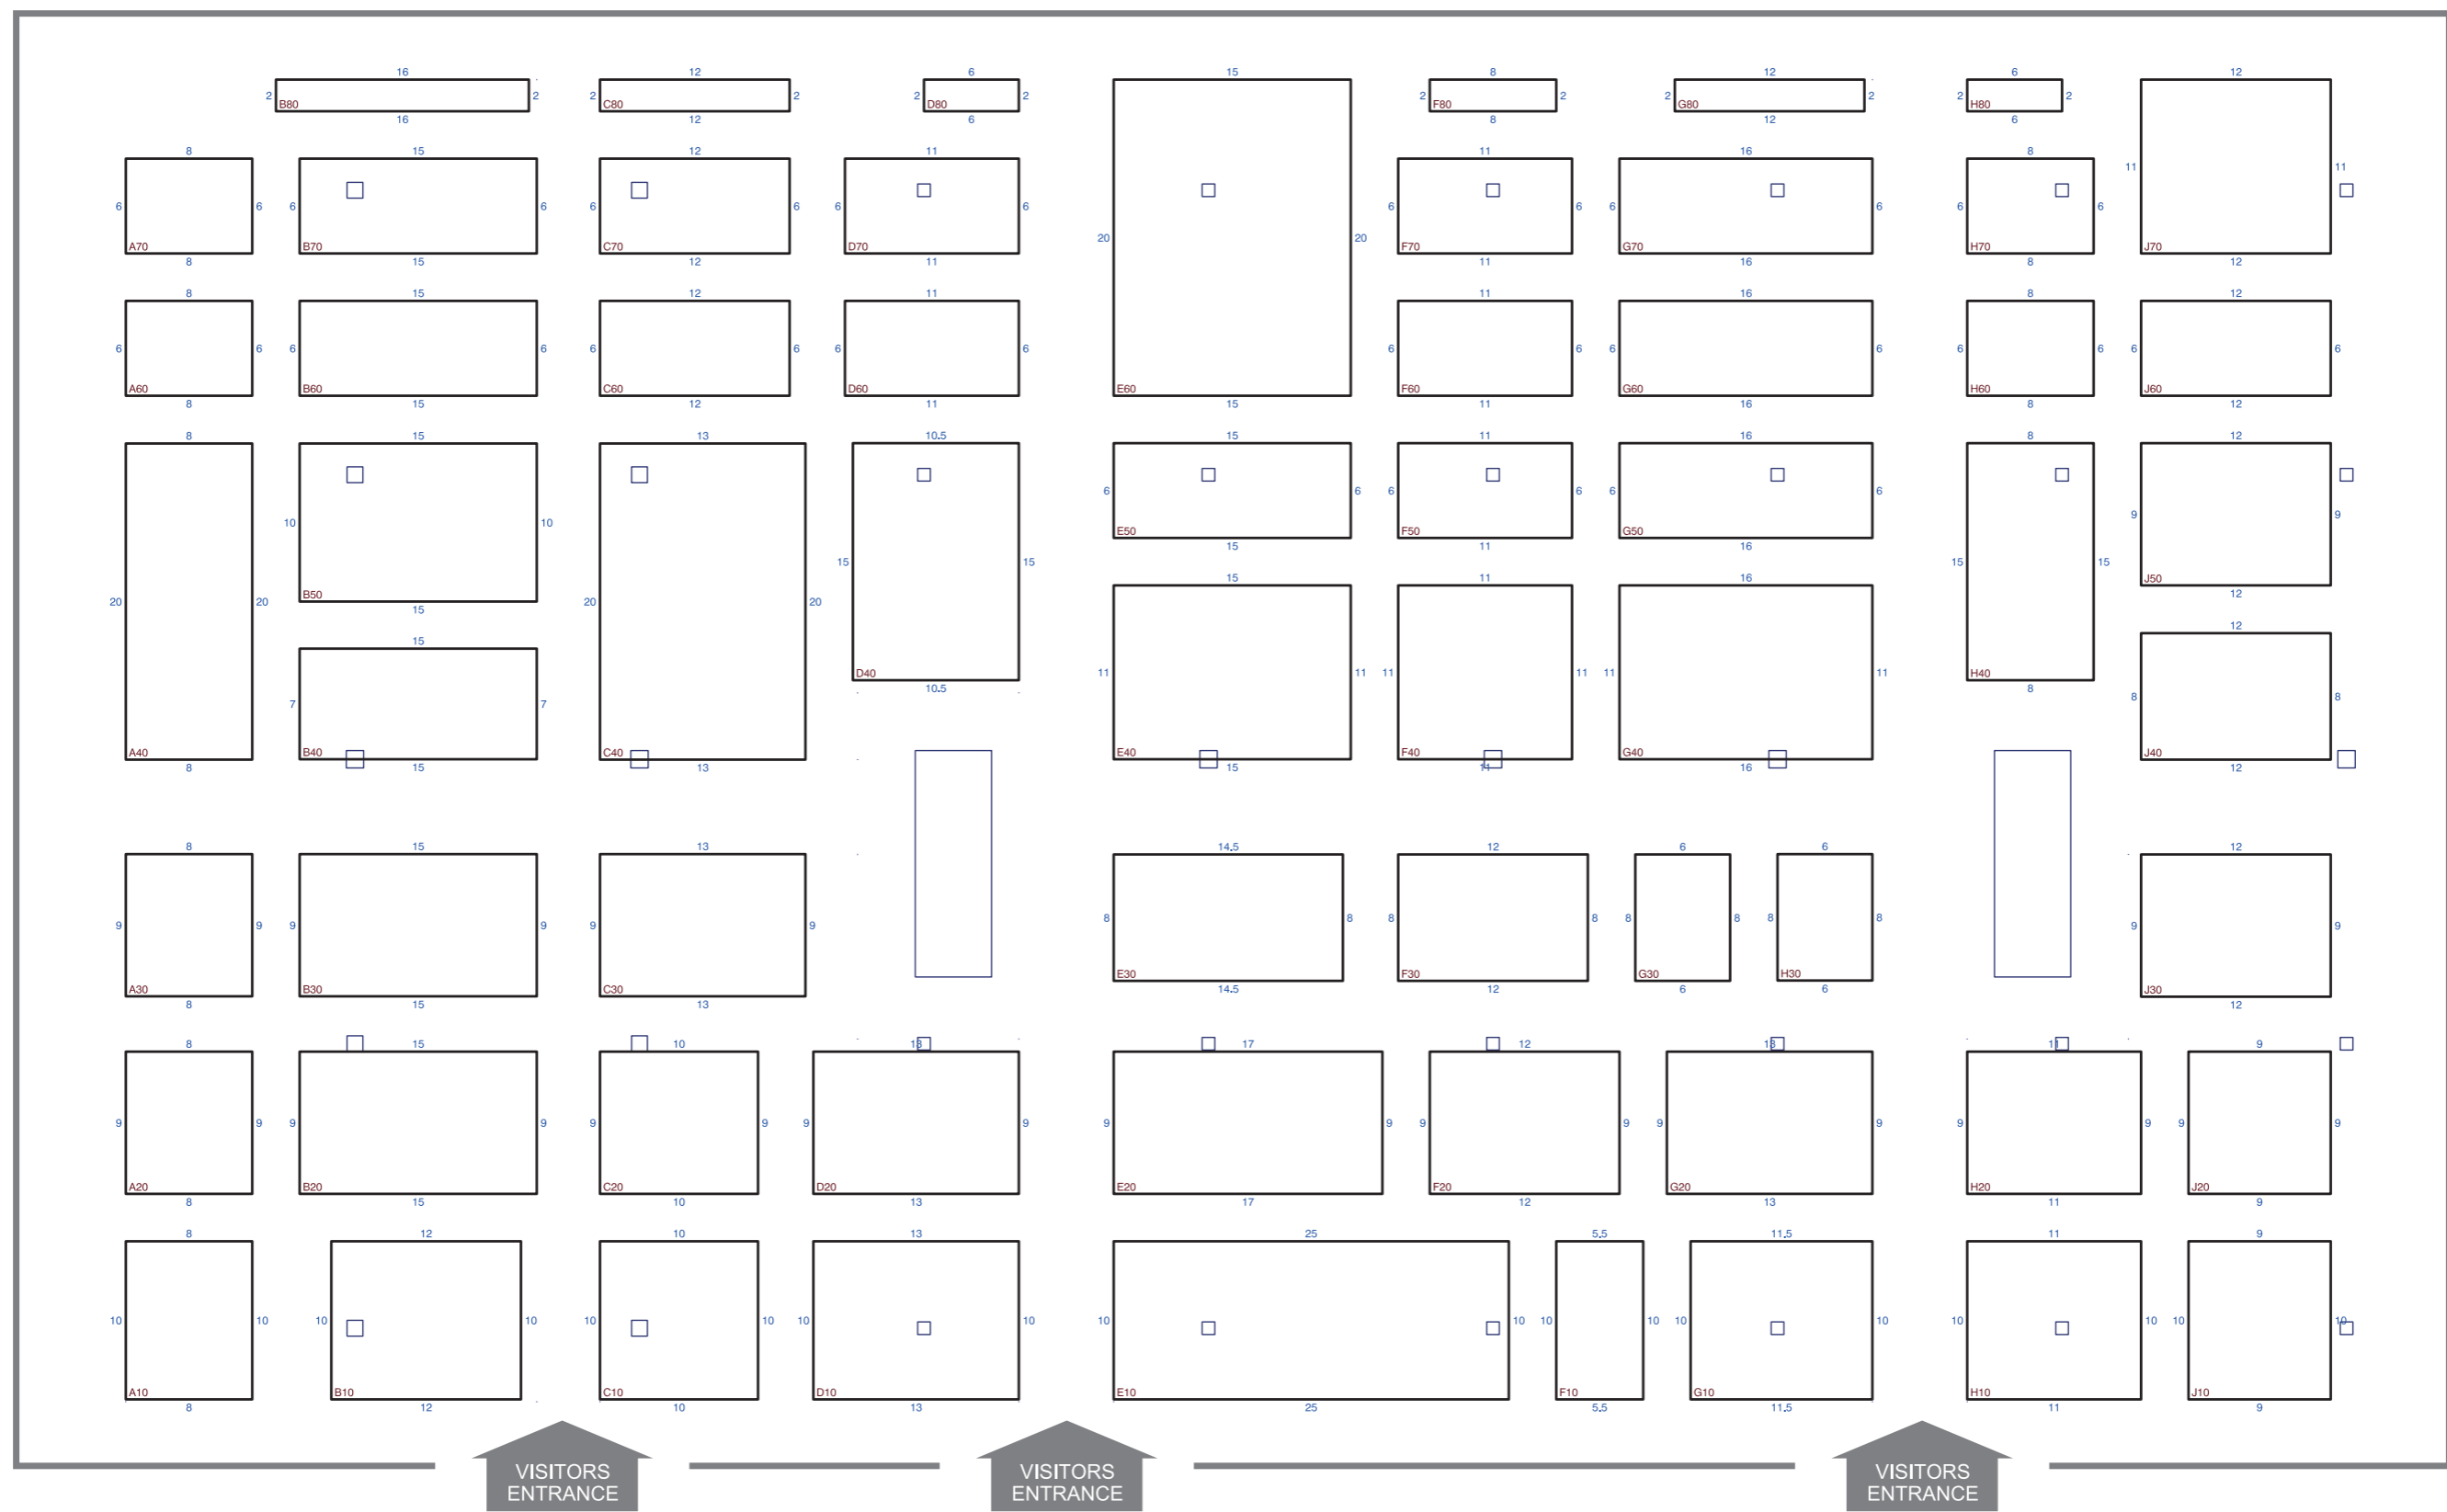 16 12 6 15 8 12 6 12
2 B80 2 2 C80 2 2 D80 2 2 F80 2 2 G80 2 2 H80 2
16 12 6 8 12 6
8 15 12 11 11 16 8
11 11
6 6 6 6 6 6 6 6 6 6 6 6 6 6
20 20
A70 B70 C70 D70 F70 G70 H70 J70
8 15 12 11 11 16 8 12
8 15 12 11 11 16 8 12
6 6 6 6 6 6 6 6 6 6 6 6 6 6 6 6
A60 B60 C60 D60 E60 F60 G60 H60 J60
8 15 12 11 15 11 16 8 12
8 15 13 10.5 15 11 16 8 12
6 6 6 6 6 6
10 10 9 9
E50 F50 G50
15 11 16
15 15 15 15
J50
15 11 16 12
B50
15
20 20 20 20
12
15
11 11 11 11 11 11
D40 H40
10.5 8
7 7 8 8
A40 B40 C40 E40 F40 G40 J40
8 15 13 15 11 16 12
8 15 13 14.5 12 6 6 12
8 8 8 8 8 8 8 8
9 9 9 9 9 9 9 9
E30 F30 G30 H30
14.5 12 6 6
A30 B30 C30 J30
8 15 13 12
8 15 10 13 17 12 13 11 9
9 9 9 9 9 9 9 9 9 9 9 9 9 9 9 9 9 9
A20 B20 C20 D20 E20 F20 G20 H20 J20
8 15 10 13 17 12 13 11 9
8 12 10 13 25 5.5 11.5 11 9
10 10 10 10 10 10 10 10 10 10 10 10 10 10 10 10 10 10
A10 B10 C10 D10 E10 F10 G10 H10 J10
8 12 10 13 25 5.5 11.5 11 9
VISITORS
ENTRANCE
VISITORS
ENTRANCE
VISITORS
ENTRANCE